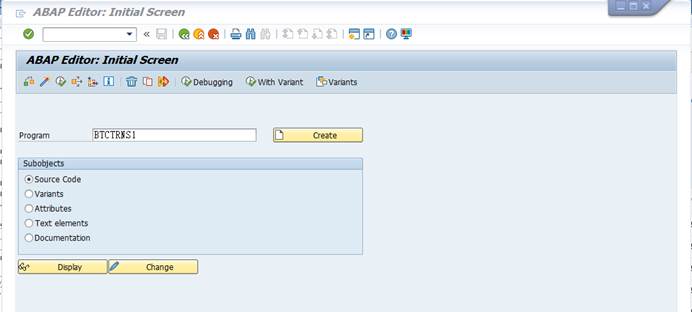 ABAP Editor: Initial Screen
ABAP Editor: Initial Screen
Debugging With Variant Variants
Program BTCTRNS1 Create
Subobjects
Source Code
Variants
Attributes
Text elements
Documentation
Display Change